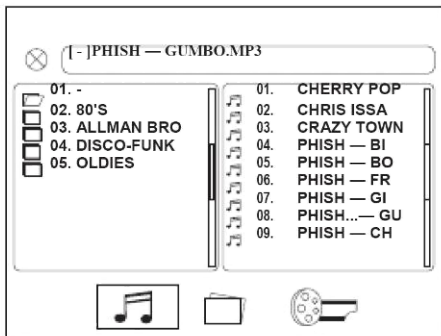 [ - ]PHISH — GUMBO.MP3
01. -
02. 80'S
03. ALLMAN BRO
04. DISCO-FUNK
05. OLDIES
01. CHERRY POP
02. CHRIS ISSA
03. CRAZY TOWN
04. PHISH — BI
05. PHISH — BO
06. PHISH — FR
07. PHISH — GI
08. PHISH...— GU
09. PHISH — CH